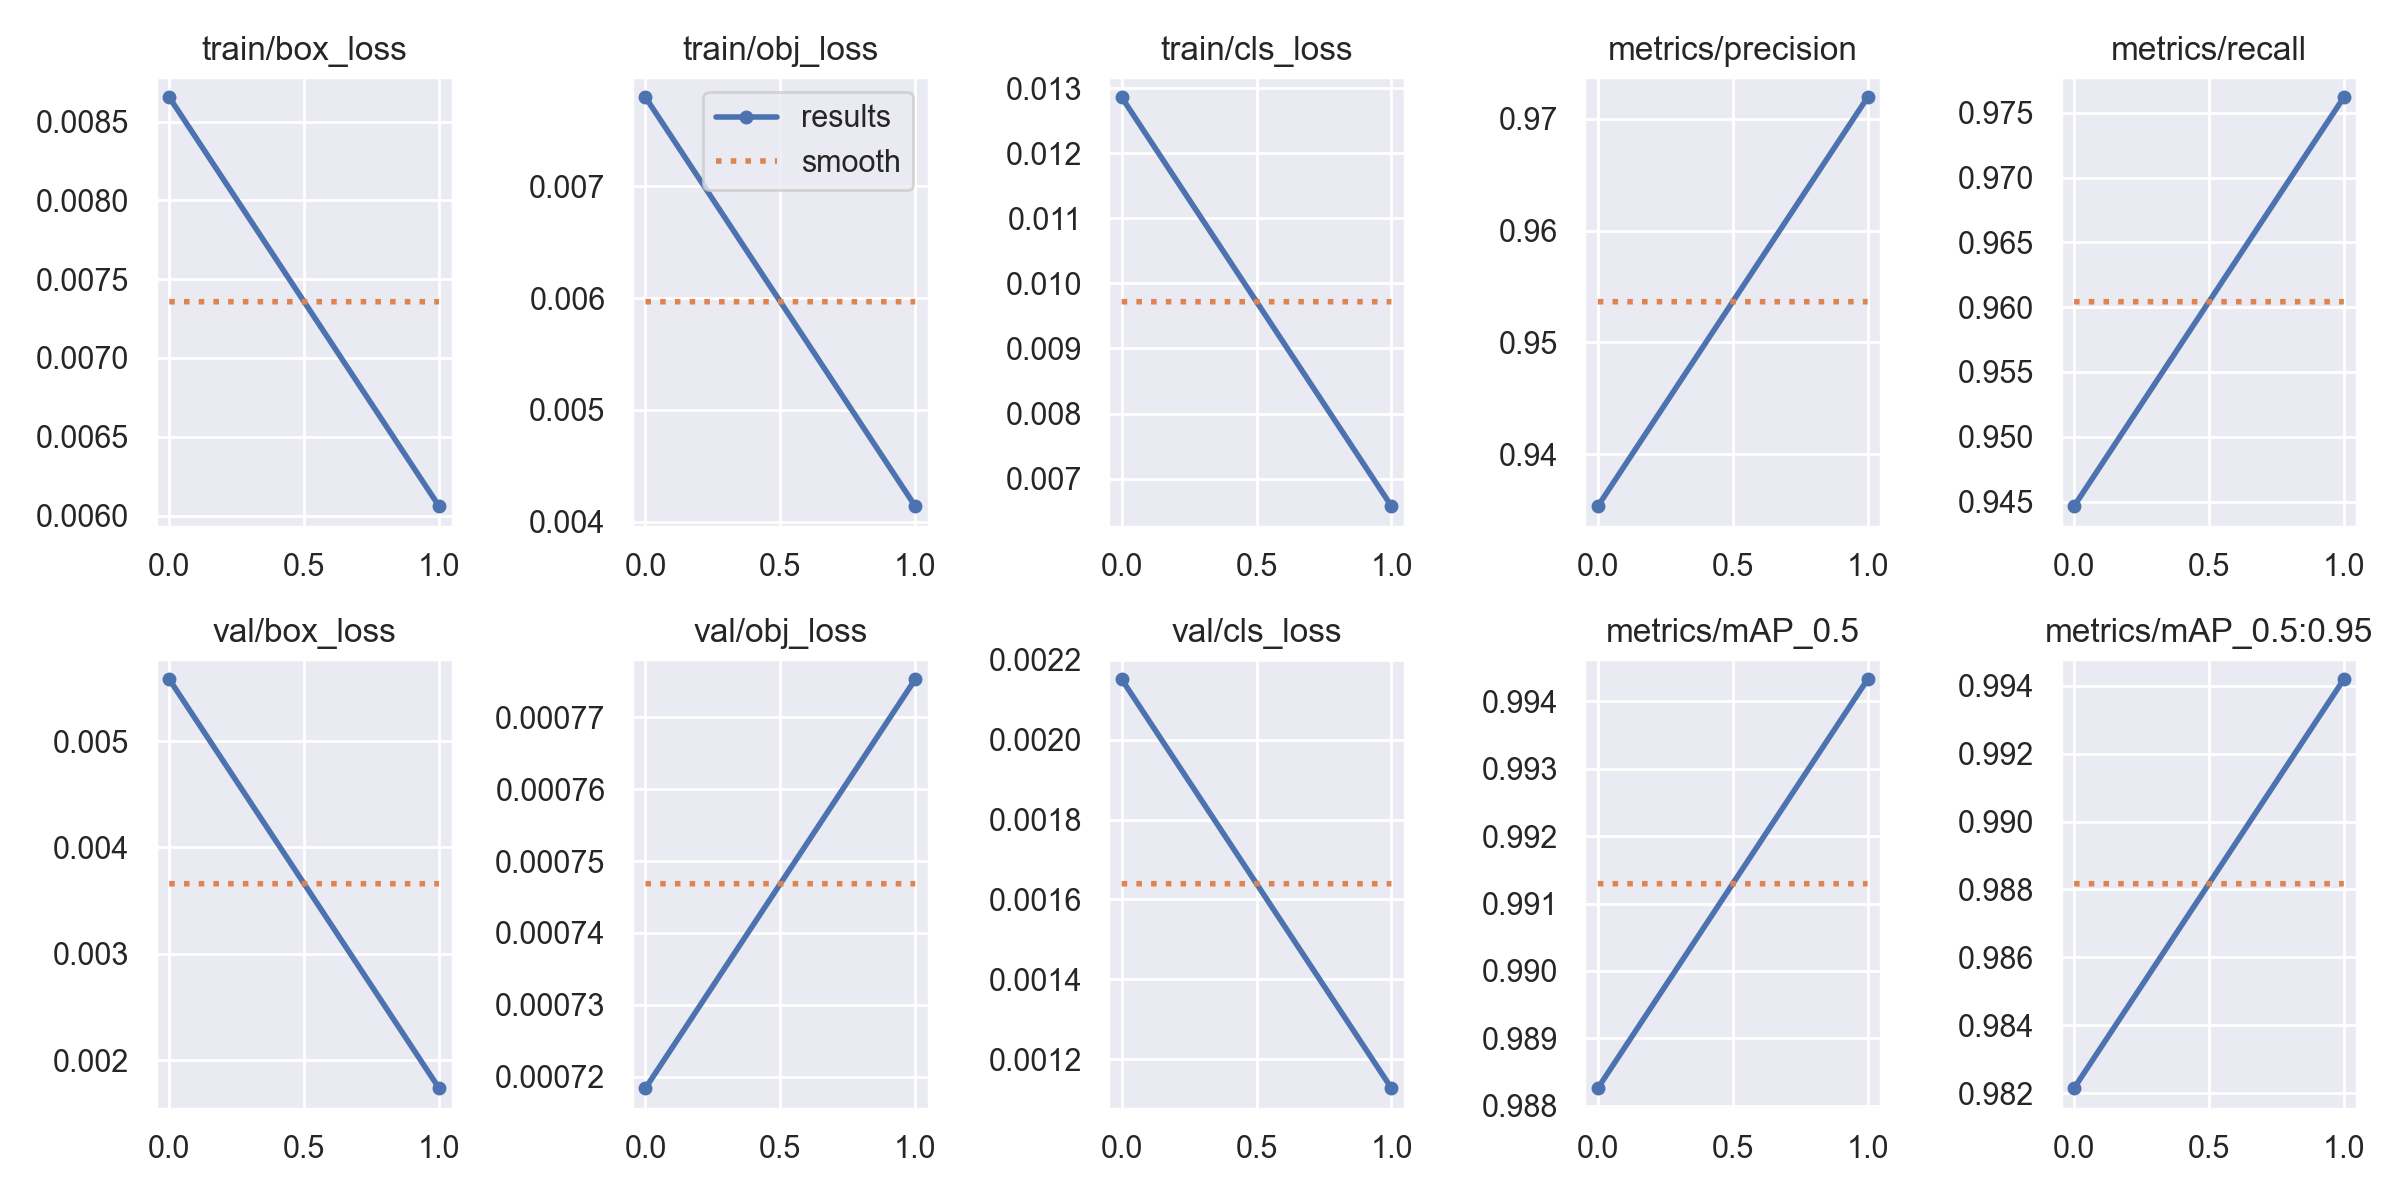 train/box_loss
0.0085
0.0080
0.0075
0.0070
0.0065
0.0060
0.0 0.5 1.0
train/obj_loss
results
smooth
0.007
0.006
0.005
0.004
0.0 0.5 1.0
train/cls_loss
0.013
0.012
0.011
0.010
0.009
0.008
0.007
0.0 0.5 1.0
metrics/precision
0.97
0.96
0.95
0.94
0.0 0.5 1.0
metrics/recall
0.975
0.970
0.965
0.960
0.955
0.950
0.945
0.0 0.5 1.0
val/box_loss
0.005
0.004
0.003
0.002
0.0 0.5 1.0
val/obj_loss
0.00077
0.00076
0.00075
0.00074
0.00073
0.00072
0.0 0.5 1.0
val/cls_loss
0.0022
0.0020
0.0018
0.0016
0.0014
0.0012
0.0 0.5 1.0
metrics/mAP_0.5
0.994
0.993
0.992
0.991
0.990
0.989
0.988
0.0 0.5 1.0
metrics/mAP_0.5:0.95
0.994
0.992
0.990
0.988
0.986
0.984
0.982
0.0 0.5 1.0